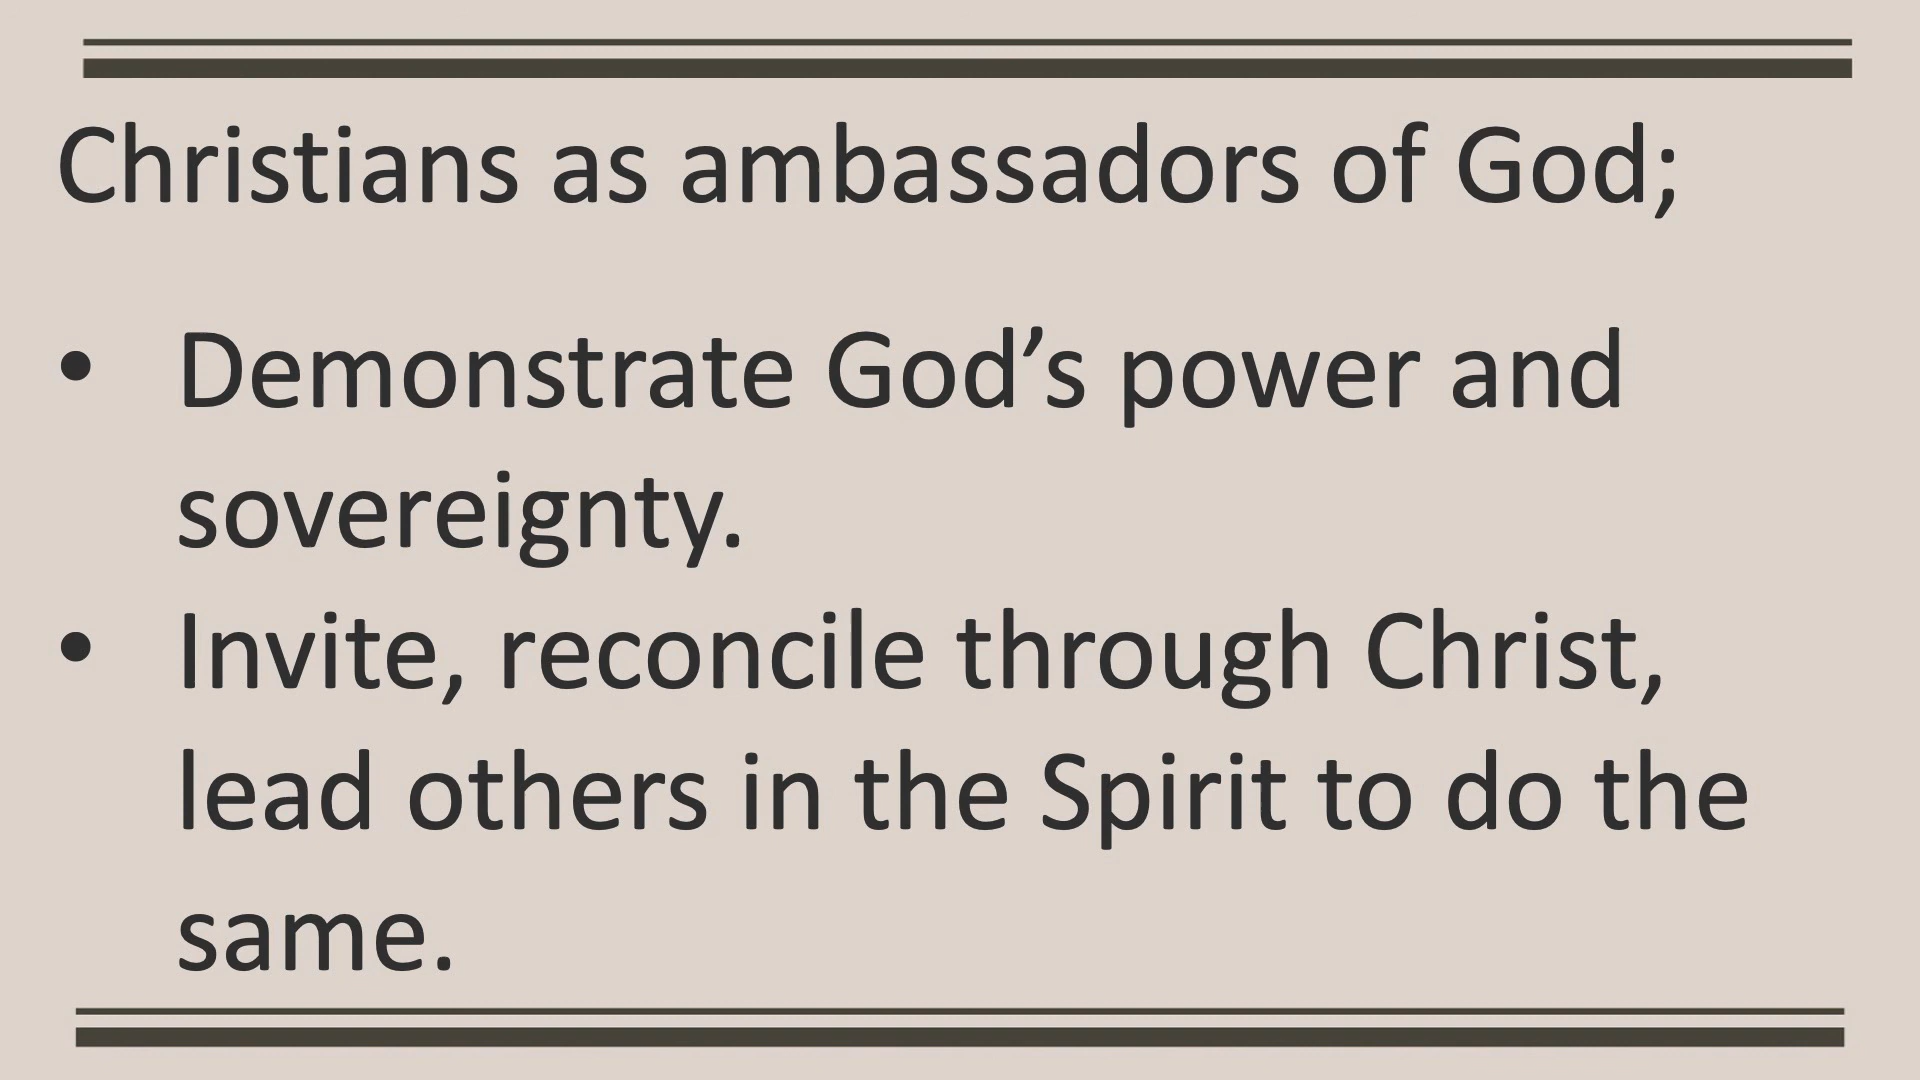 Christians as ambassadors of God;
• Demonstrate God’s power and
sovereignty.
• Invite, reconcile through Christ,
lead others in the Spirit to do the
same.